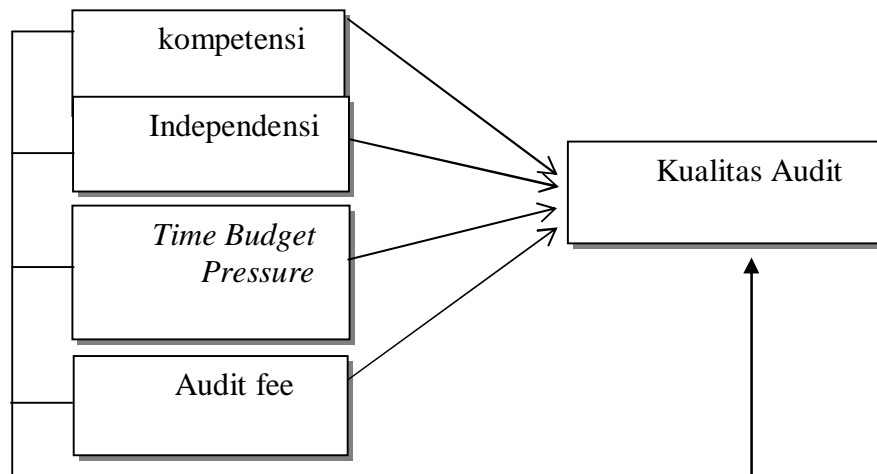 kompetensi
Independensi
Time Budget
Pressure
Audit fee
Kualitas Audit